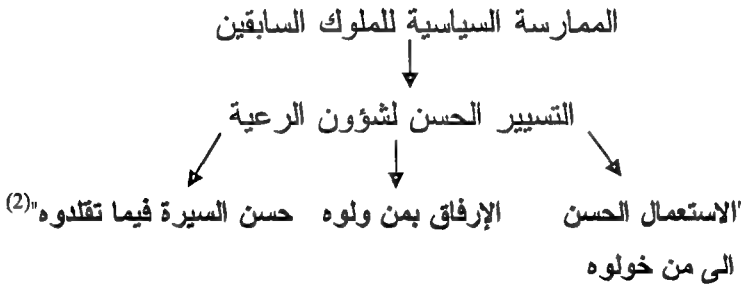 الممارسة السياسية للملوك السابقين
التسيير الحسن لشؤون الرعية
"الاستعمال الحسن الإرفاق بمن ولوه حسن السيرة فيما تقلدوه"(2)
الى من خولوه